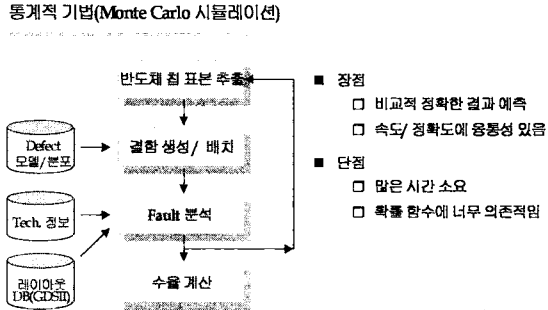 통계적 기법(Monte Carlo 시뮬레이션)
반도체 칩 표본 추출
Defect
모델/분포
결함 생성/ 배치
Tech. 정보
Fault 분석
레이아웃
DB(GDSII)
수율 계산
■ 장점
□ 비교적 정확한 결과 예측
□ 속도/ 정확도에 융통성 있음
■ 단점
□ 많은 시간 소요
□ 확률 함수에 너무 의존적임